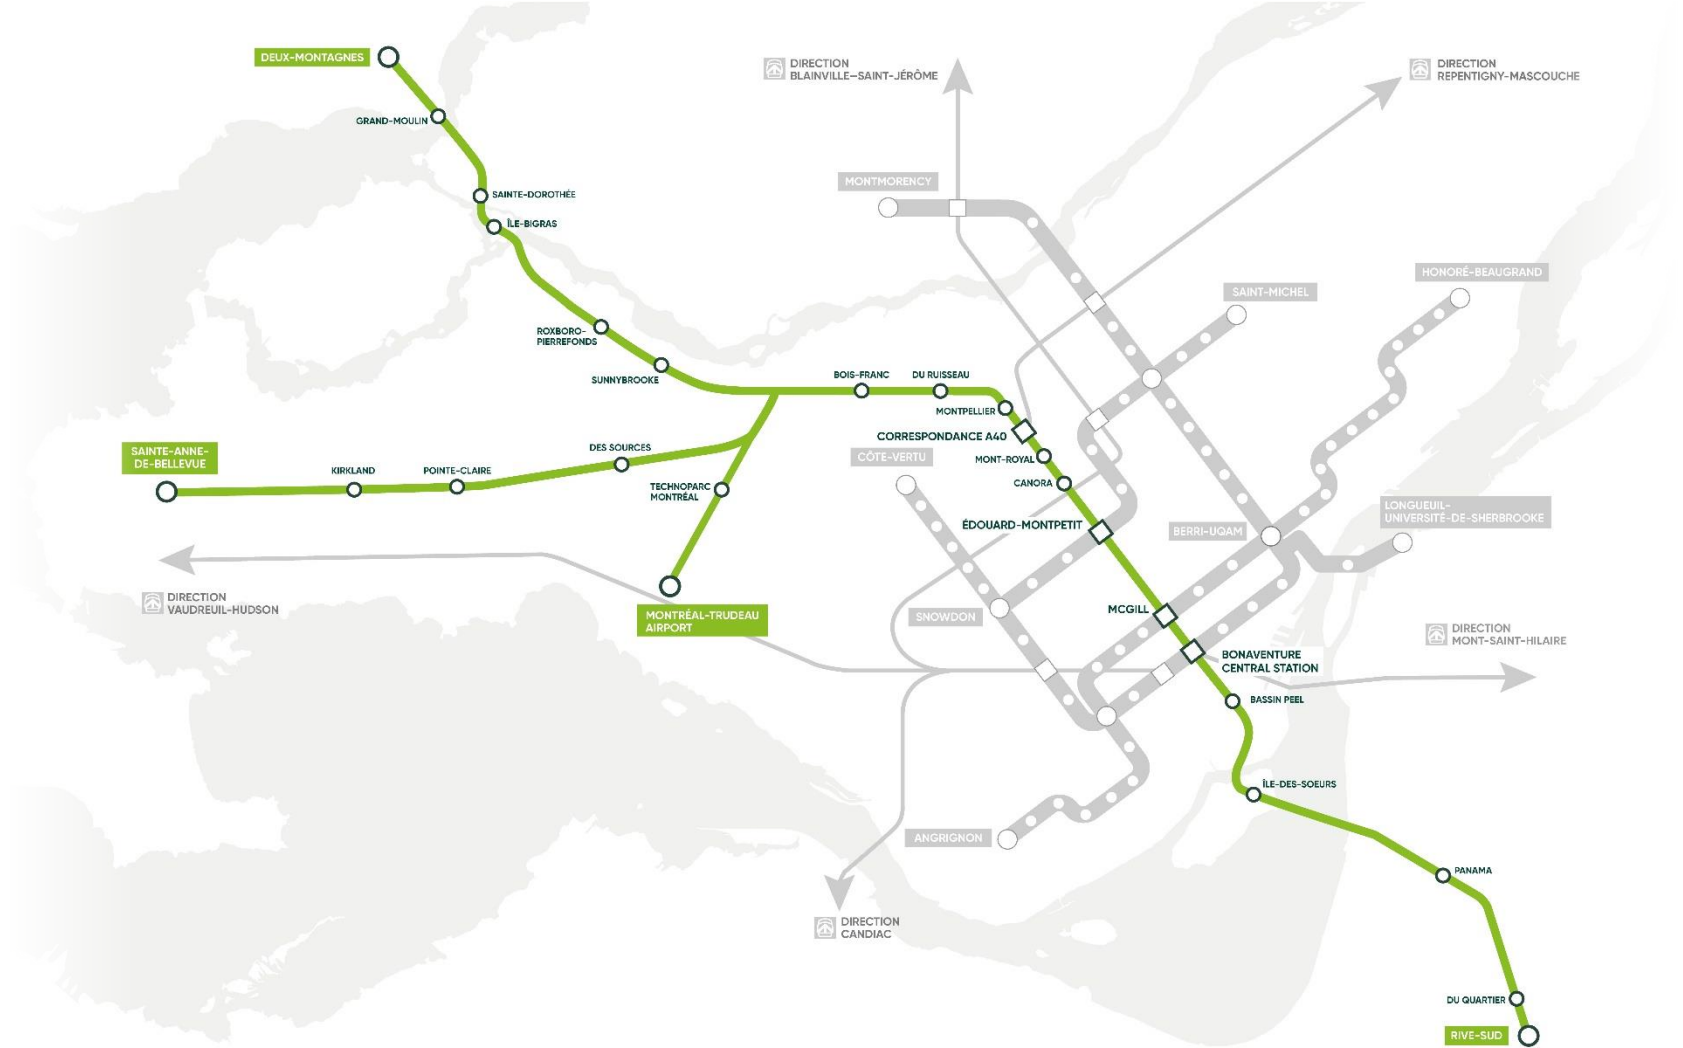 DEUX-MONTAGNES
GRAND-MOULIN
SAINTE-DOROTHÉE
ÎLE-BIGRAS
ROXBORO-
PIERREFONDS
SUNNYBROOKE
BOIS-FRANC
DU RUISSEAU
MONTPELLIER
CORRESPONDANCE A40
MONT-ROYAL
CANORA
ÉDOUARD-MONTPETIT
MCGILL
BONAVENTURE
CENTRAL STATION
BASSIN PEEL
ÎLE-DES-SOEURS
PANAMA
DU QUARTIER
RIVE-SUD
SAINTE-ANNE-
DE-BELLEVUE
KIRKLAND
POINTE-CLAIRE
DES SOURCES
TECHNOPARC
MONTRÉAL
MONTRÉAL-TRUDEAU
AIRPORT
DIRECTION
BLAINVILLE–SAINT-JÉRÔME
DIRECTION
REPENTIGNY-MASCOUCHE
MONTMORENCY
SAINT-MICHEL
HONORÉ-BEAUGRAND
CÔTE-VERTU
BERRI-UQAM
LONGUEUIL-
UNIVERSITÉ-DE-SHERBROOKE
SNOWDON
ANGRIGNON
DIRECTION
VAUDREUIL-HUDSON
DIRECTION
MONT-SAINT-HILAIRE
DIRECTION
CANDIAC